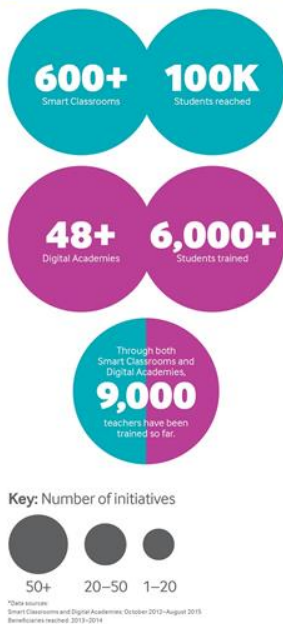 600+
Smart Classrooms
100K
Students reached
48+
Digital Academies
6,000+
Students trained
Through both
Smart Classrooms and
Digital Academies,
9,000
teachers have been
trained so far.
Key: Number of initiatives
50+ 20–50 1–20
*Data sources:
Smart Classrooms and Digital Academies: October 2012–August 2015
Beneficiaries reached: 2013–2014